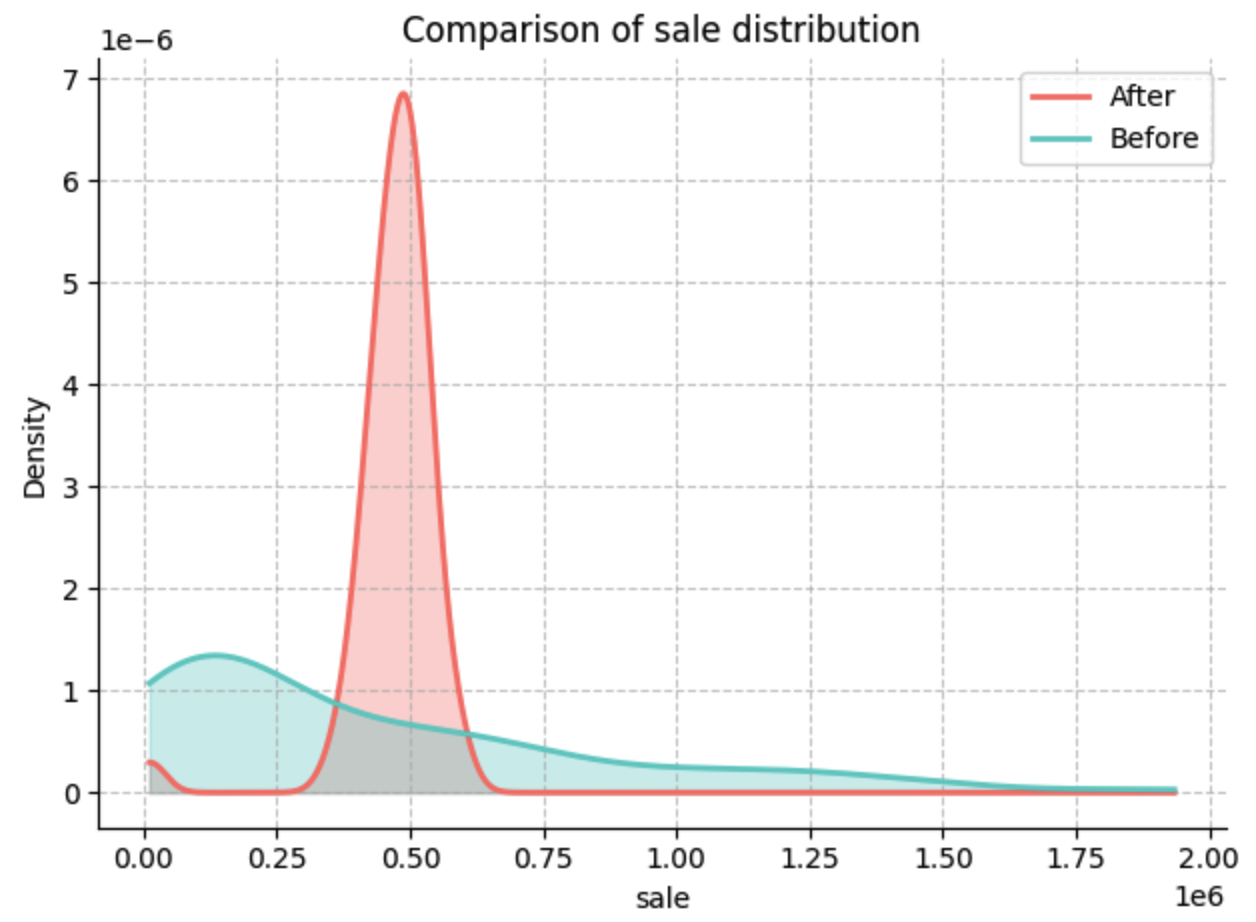 Comparison of sale distribution
1e−6
7
6
5
4
3
2
1
0
Density
After
Before
0.00 0.25 0.50 0.75 1.00 1.25 1.50 1.75 2.00
sale
1e6